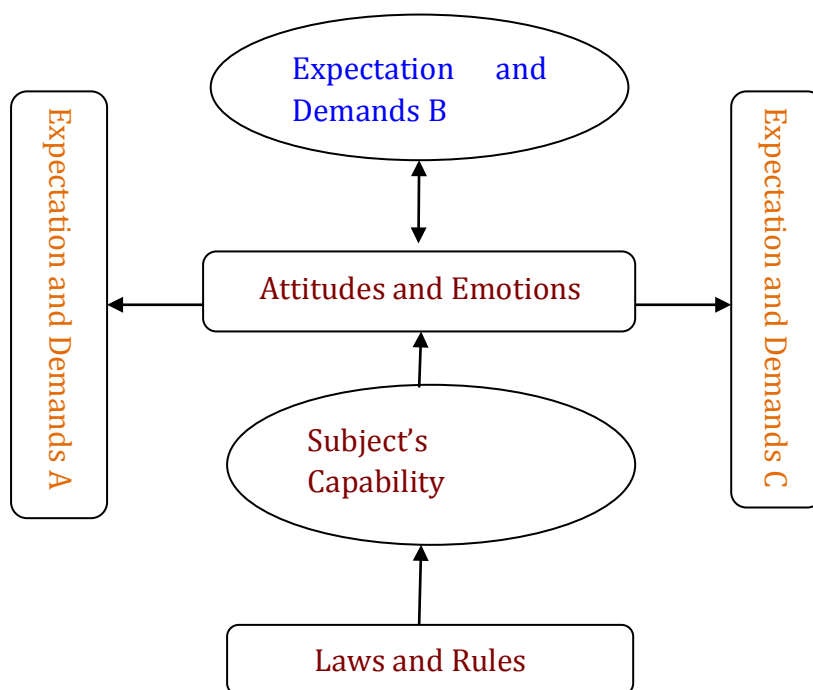 Expectation and
Demands B
Expectation and Demands A
Attitudes and Emotions
Expectation and Demands C
Subject’s
Capability
Laws and Rules